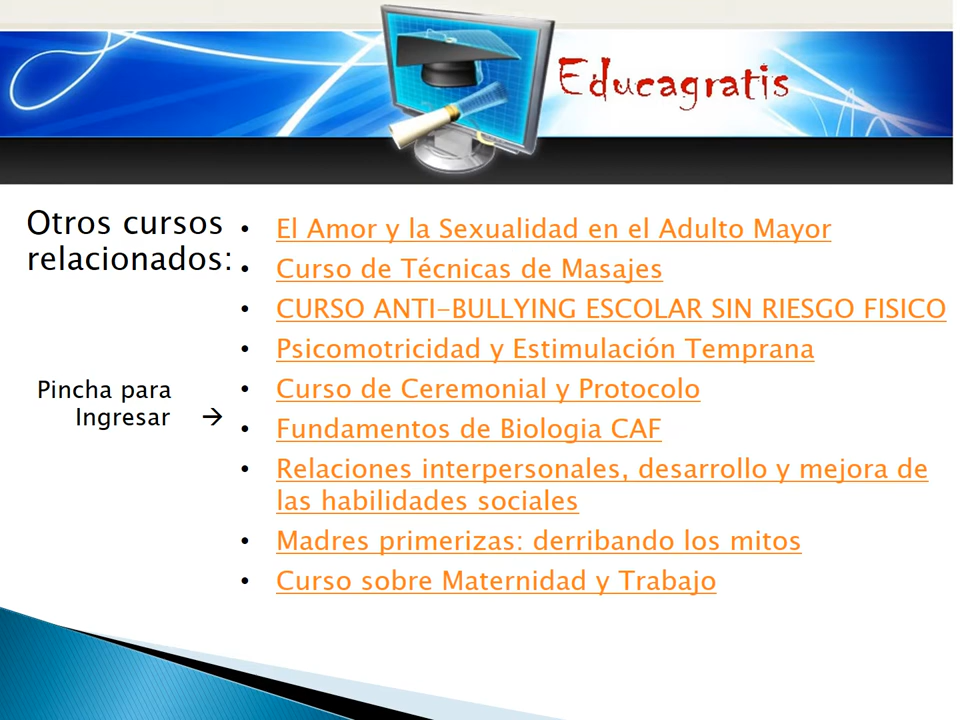 Educagratis
Otros cursos
relacionados:
Pincha para
Ingresar →
• El Amor y la Sexualidad en el Adulto Mayor
• Curso de Técnicas de Masajes
• CURSO ANTI-BULLYING ESCOLAR SIN RIESGO FISICO
• Psicomotricidad y Estimulación Temprana
• Curso de Ceremonial y Protocolo
• Fundamentos de Biologia CAF
• Relaciones interpersonales, desarrollo y mejora de
las habilidades sociales
• Madres primerizas: derribando los mitos
• Curso sobre Maternidad y Trabajo